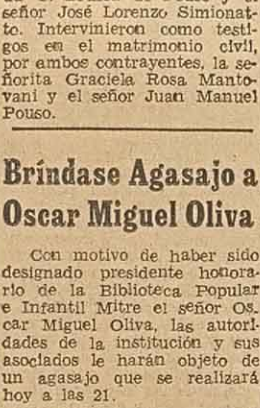 señor José Lorenzo Simionat-
to. Intervinieron como testi-
gos en el matrimonio civil,
por ambos contrayentes, la se-
ñorita Graciela Rosa Manto-
vani y el señor Juan Manuel
Pouso.
Bríndase Agasajo a
Oscar Miguel Oliva
Con motivo de haber sido
designado presidente honora-
rio de la Biblioteca Popular
e Infantil Mitre el señor Os-
car Miguel Oliva, las autori-
dades de la institución y sus
asociados le harán objeto de
un agasajo que se realizará
hoy a las 21.